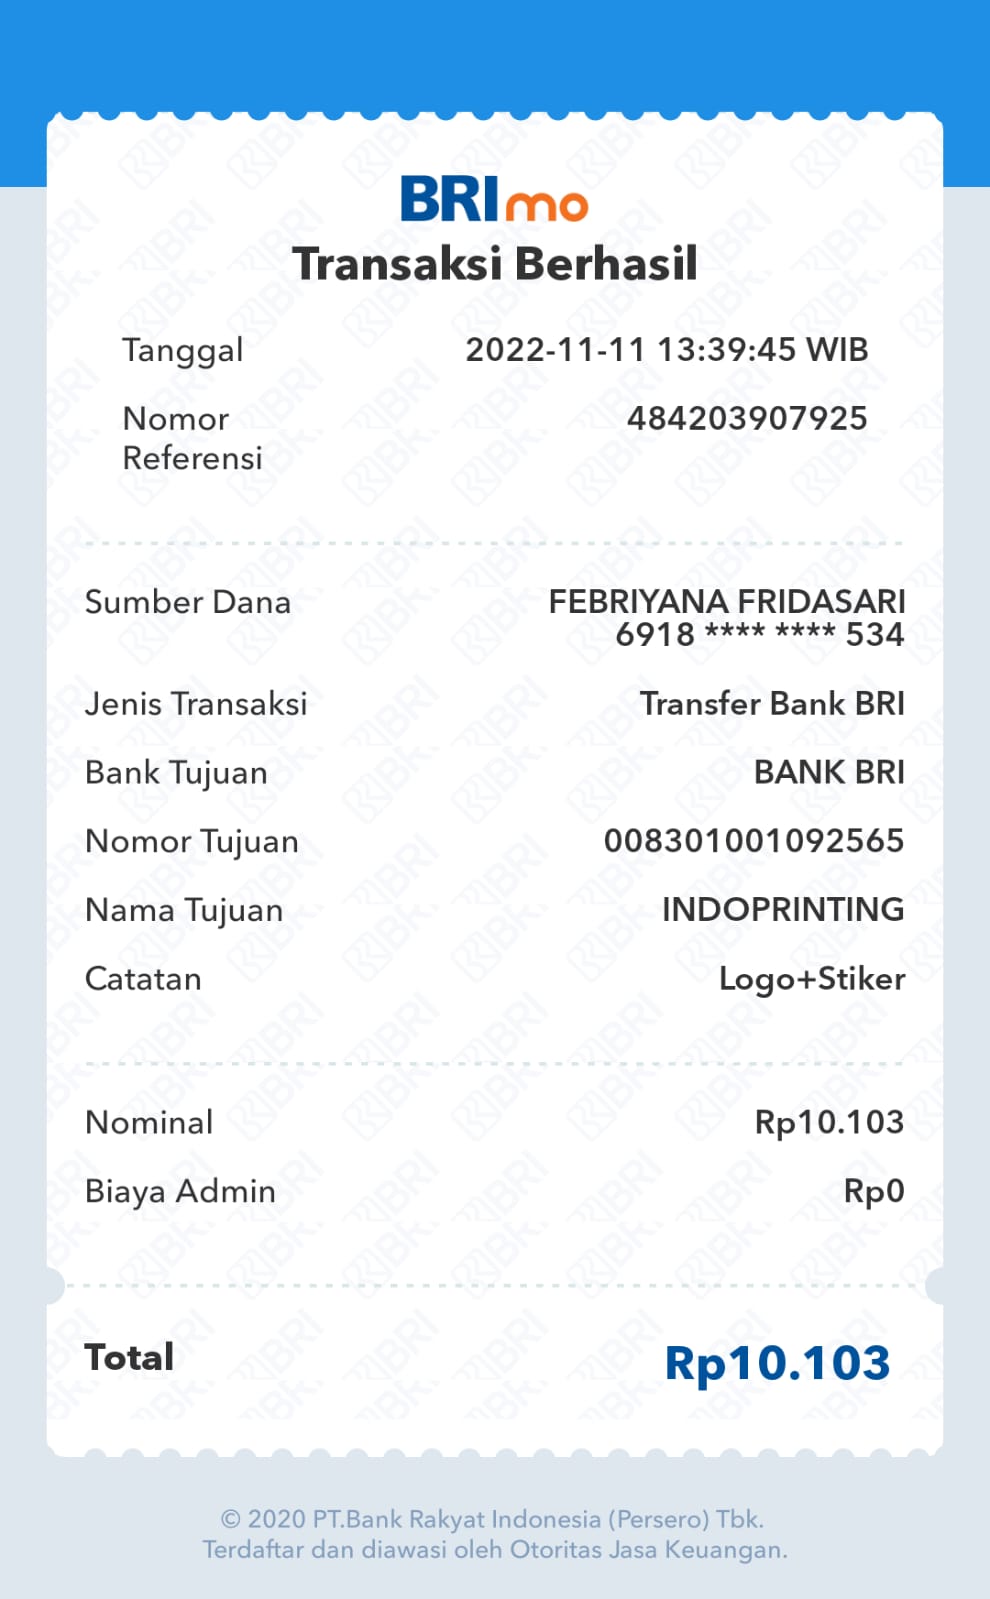 BRImo
Transaksi Berhasil
Tanggal 2022-11-11 13:39:45 WIB
Nomor Referensi 484203907925
Sumber Dana FEBRIYANA FRIDASARI
6918 **** **** 534
Jenis Transaksi Transfer Bank BRI
Bank Tujuan BANK BRI
Nomor Tujuan 008301001092565
Nama Tujuan INDOPRINTING
Catatan Logo+Stiker
Nominal Rp10.103
Biaya Admin Rp0
Total Rp10.103
© 2020 PT.Bank Rakyat Indonesia (Persero) Tbk.
Terdaftar dan diawasi oleh Otoritas Jasa Keuangan.